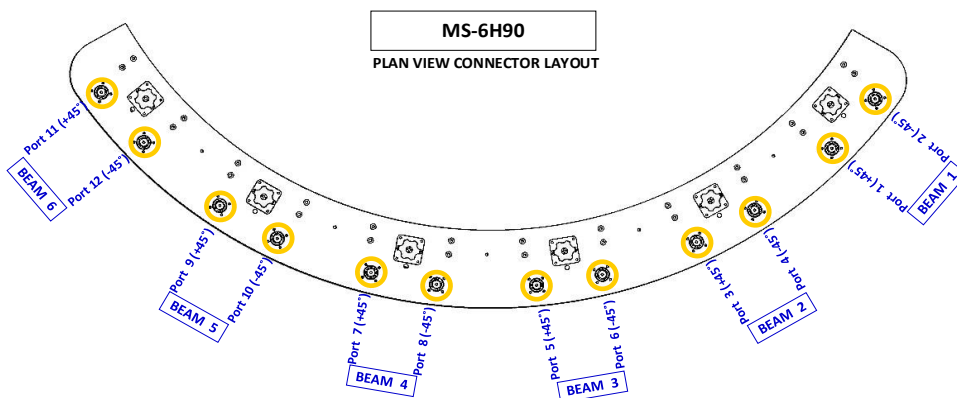 MS-6H90
PLAN VIEW CONNECTOR LAYOUT
Port 11 (+45°)
Port 12 (-45°)
BEAM 6
Port 9 (+45°)
Port 10 (-45°)
BEAM 5
Port 7 (+45°)
Port 8 (-45°)
BEAM 4
Port 5 (+45°)
Port 6 (-45°)
BEAM 3
Port 3 (+45°)
Port 4 (-45°)
BEAM 2
Port 1 (+45°)
Port 2 (-45°)
BEAM 1